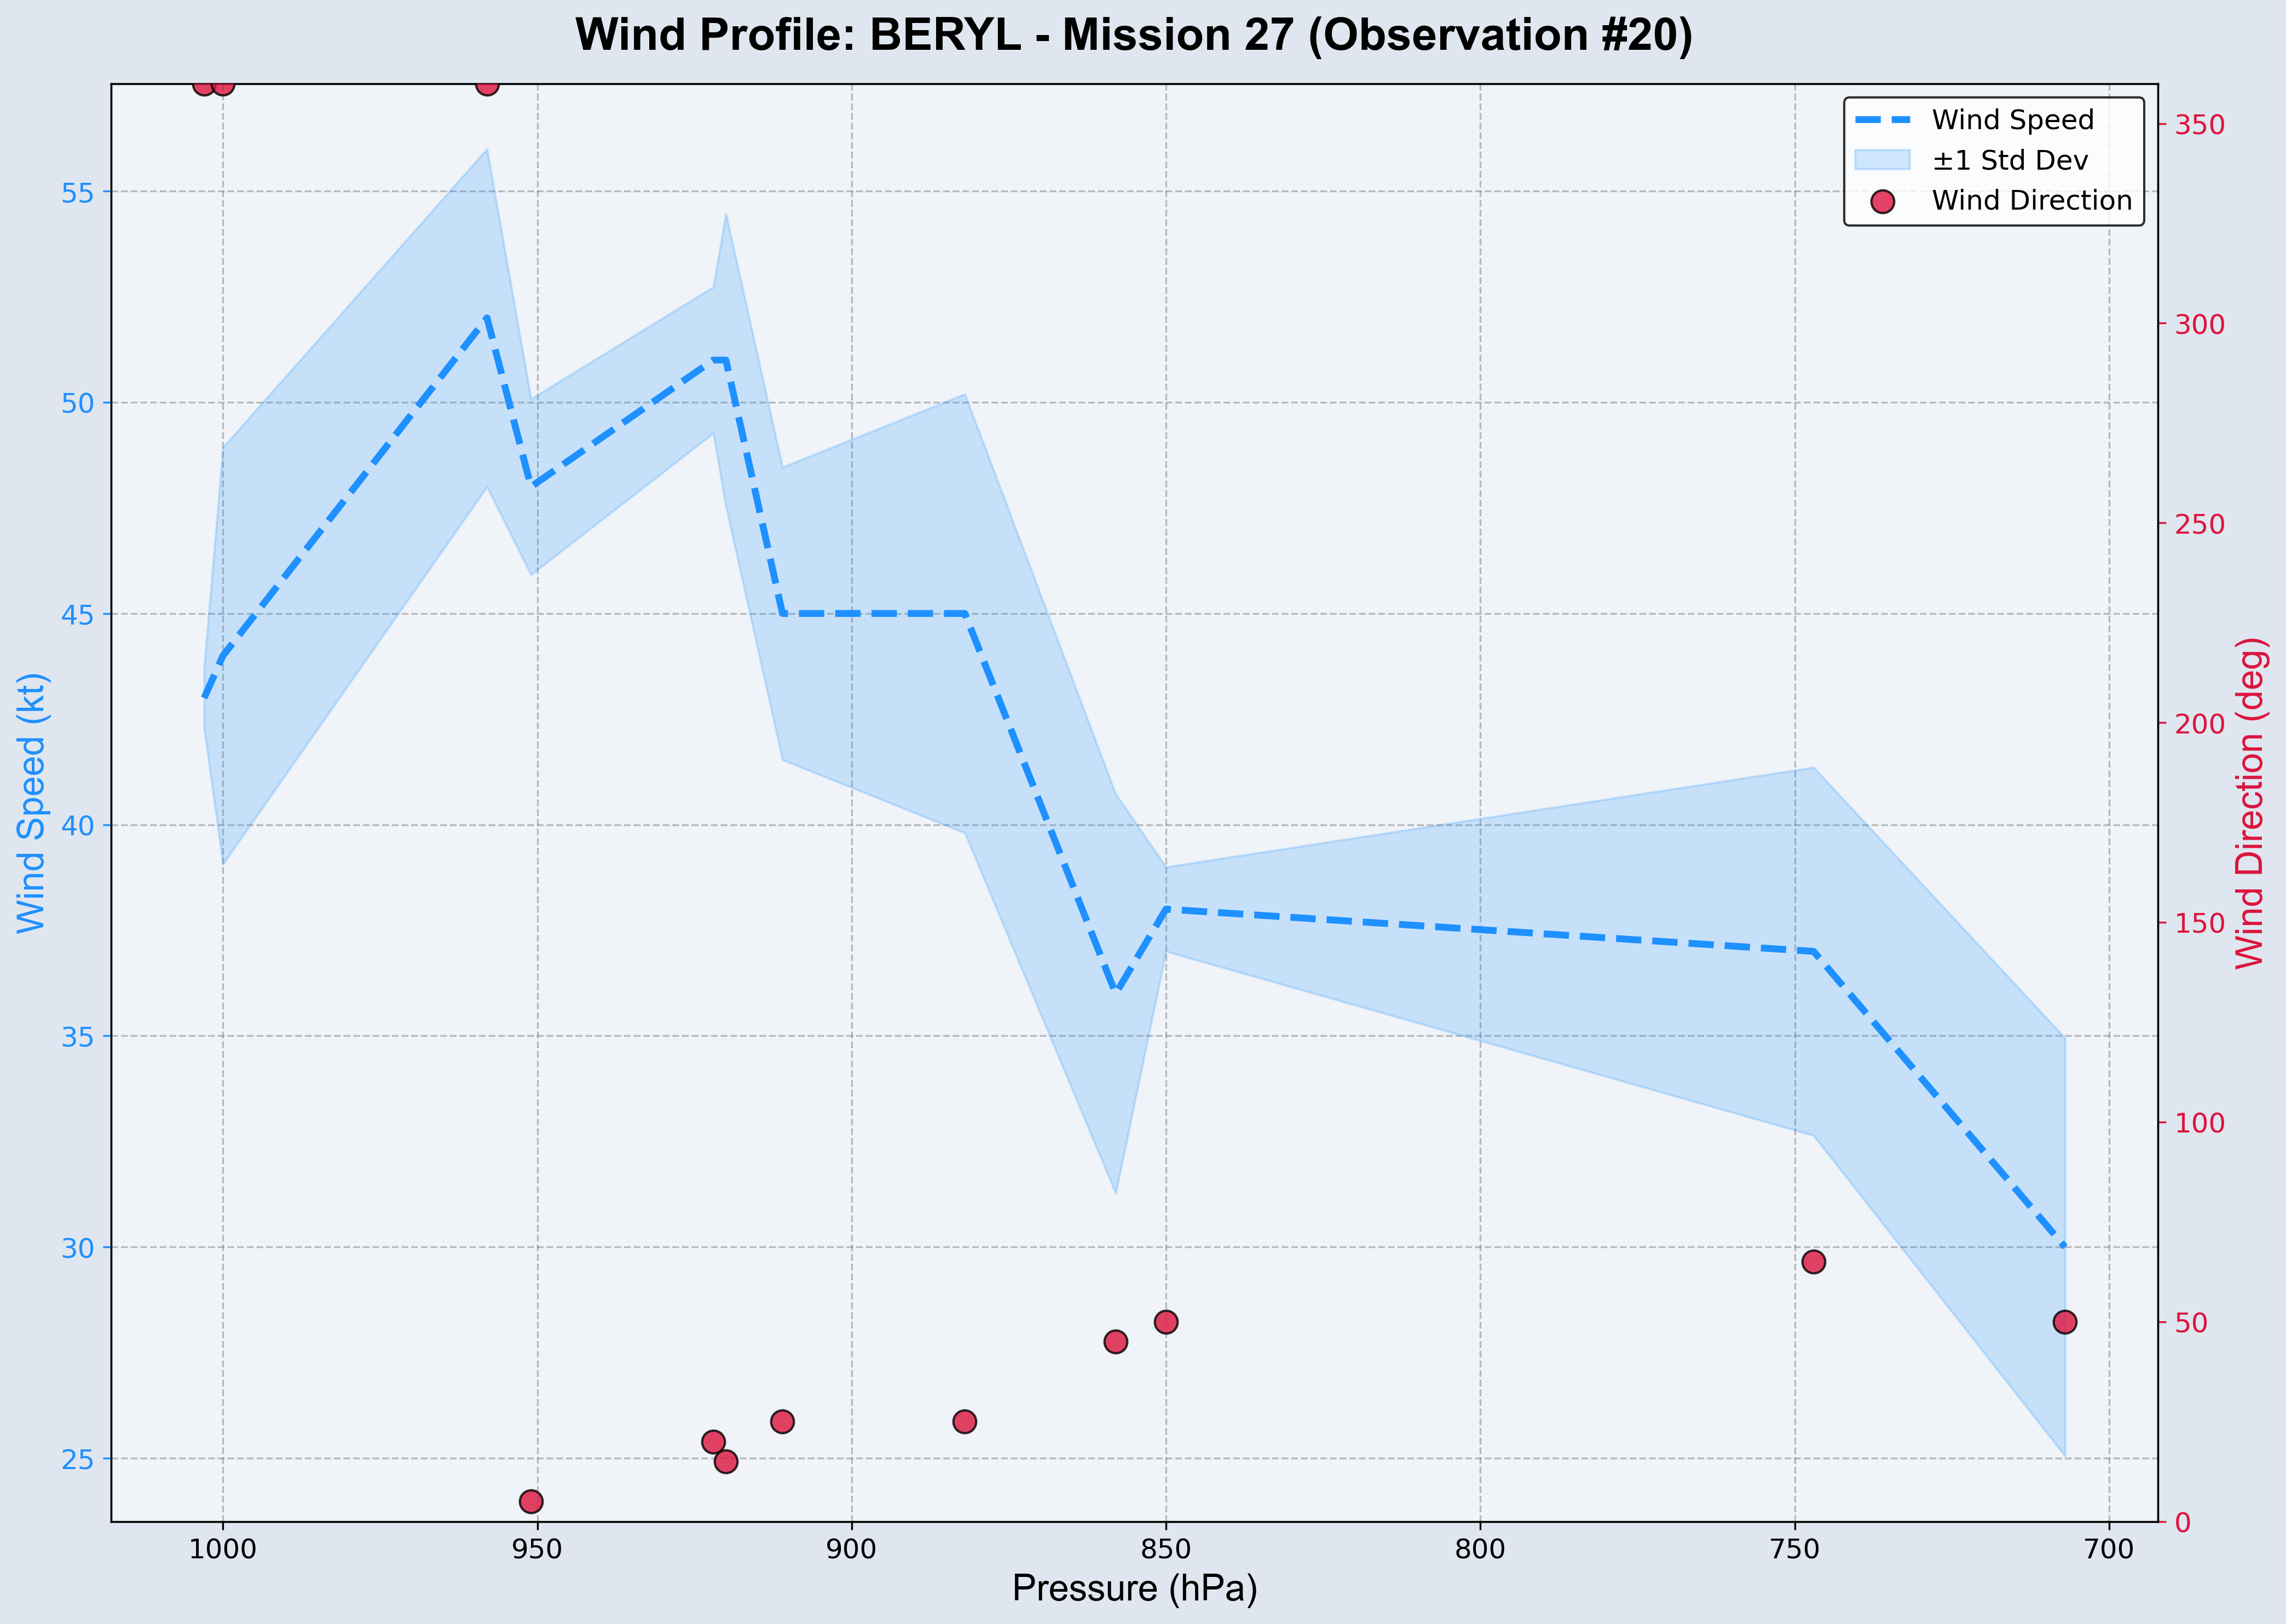 Wind Profile: BERYL - Mission 27 (Observation #20)
Wind Speed
±1 Std Dev
Wind Direction
55
50
45
40
35
30
25
Wind Speed (kt)
350
300
250
200
150
100
50
0
Wind Direction (deg)
1000 950 900 850 800 750 700
Pressure (hPa)